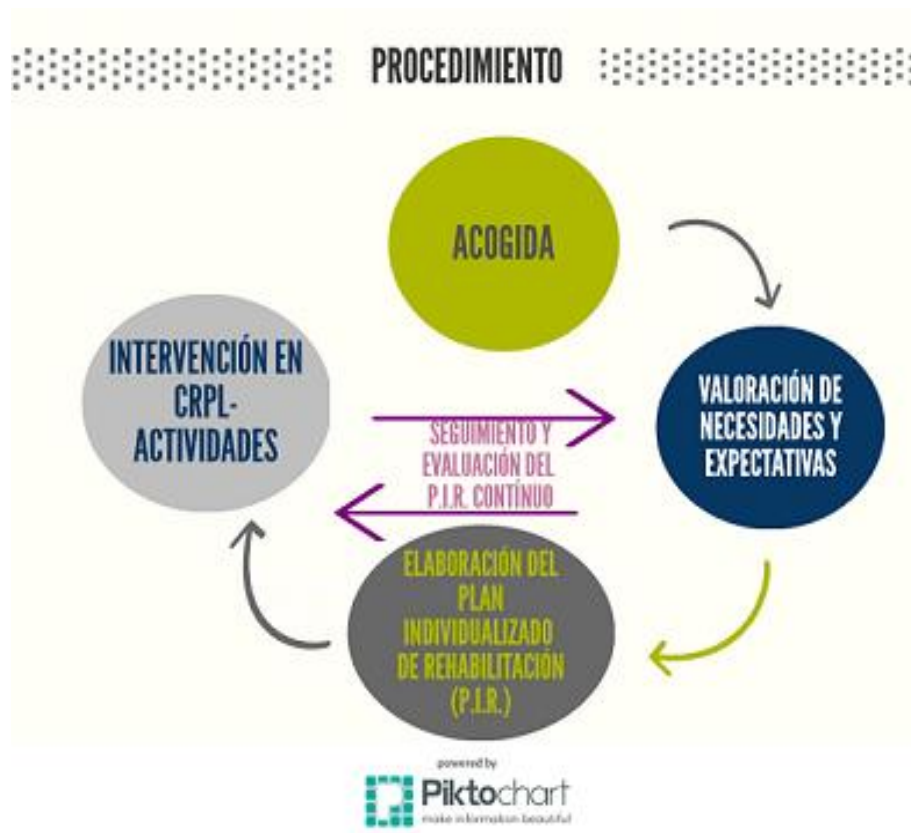 PROCEDIMIENTO
ACOGIDA
VALORACIÓN DE
NECESIDADES Y
EXPECTATIVAS
INTERVENCIÓN EN
CRPL-
ACTIVIDADES
SEGUIMIENTO Y
EVALUACIÓN DEL
P.I.R. CONTÍNUO
ELABORACIÓN DEL
PLAN
INDIVIDUALIZADO
DE REHABILITACIÓN
(P.I.R.)
powered by
Piktochart
make information beautiful